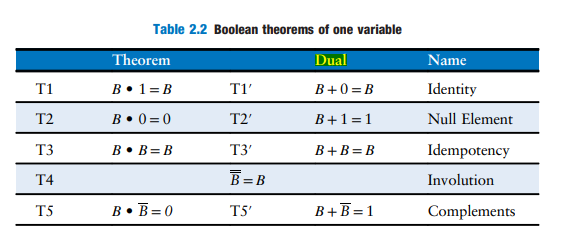 Table 2.2 Boolean theorems of one variable
Theorem Dual Name
T1 B • 1 = B T1′ B + 0 = B Identity
T2 B • 0 = 0 T2′ B + 1 = 1 Null Element
T3 B • B = B T3′ B + B = B Idempotency
T4 B̿ = B Involution
T5 B • B̅ = 0 T5′ B + B̅ = 1 Complements